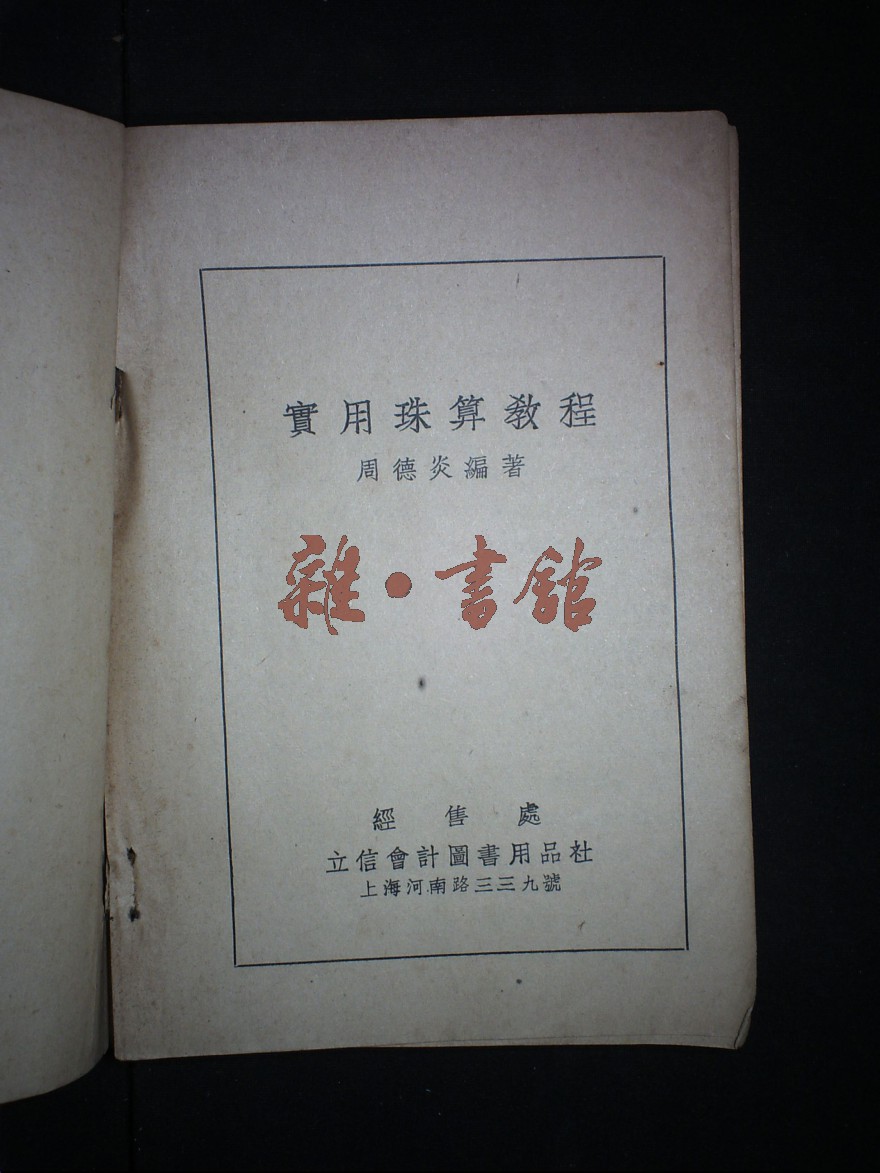 實用珠算教程
周德炎編著
雜·書館
經售處
立信會計圖書用品社
上海河南路三三九號